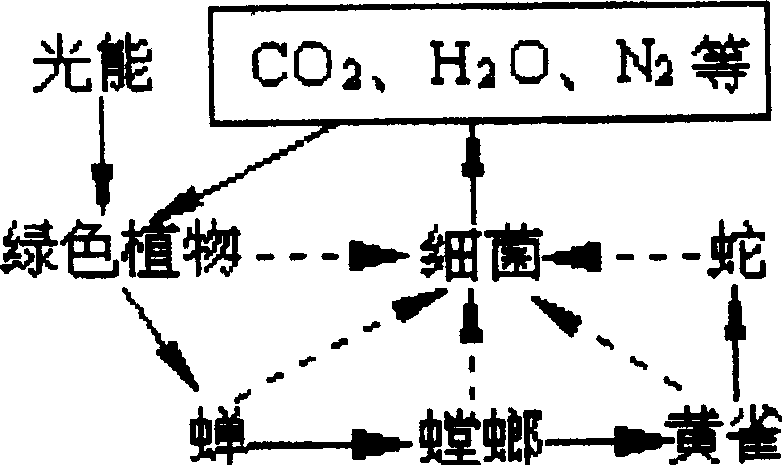 光能
CO₂、H₂O、N₂等
绿色植物
细菌
蛇
蝉
螳螂
黄雀